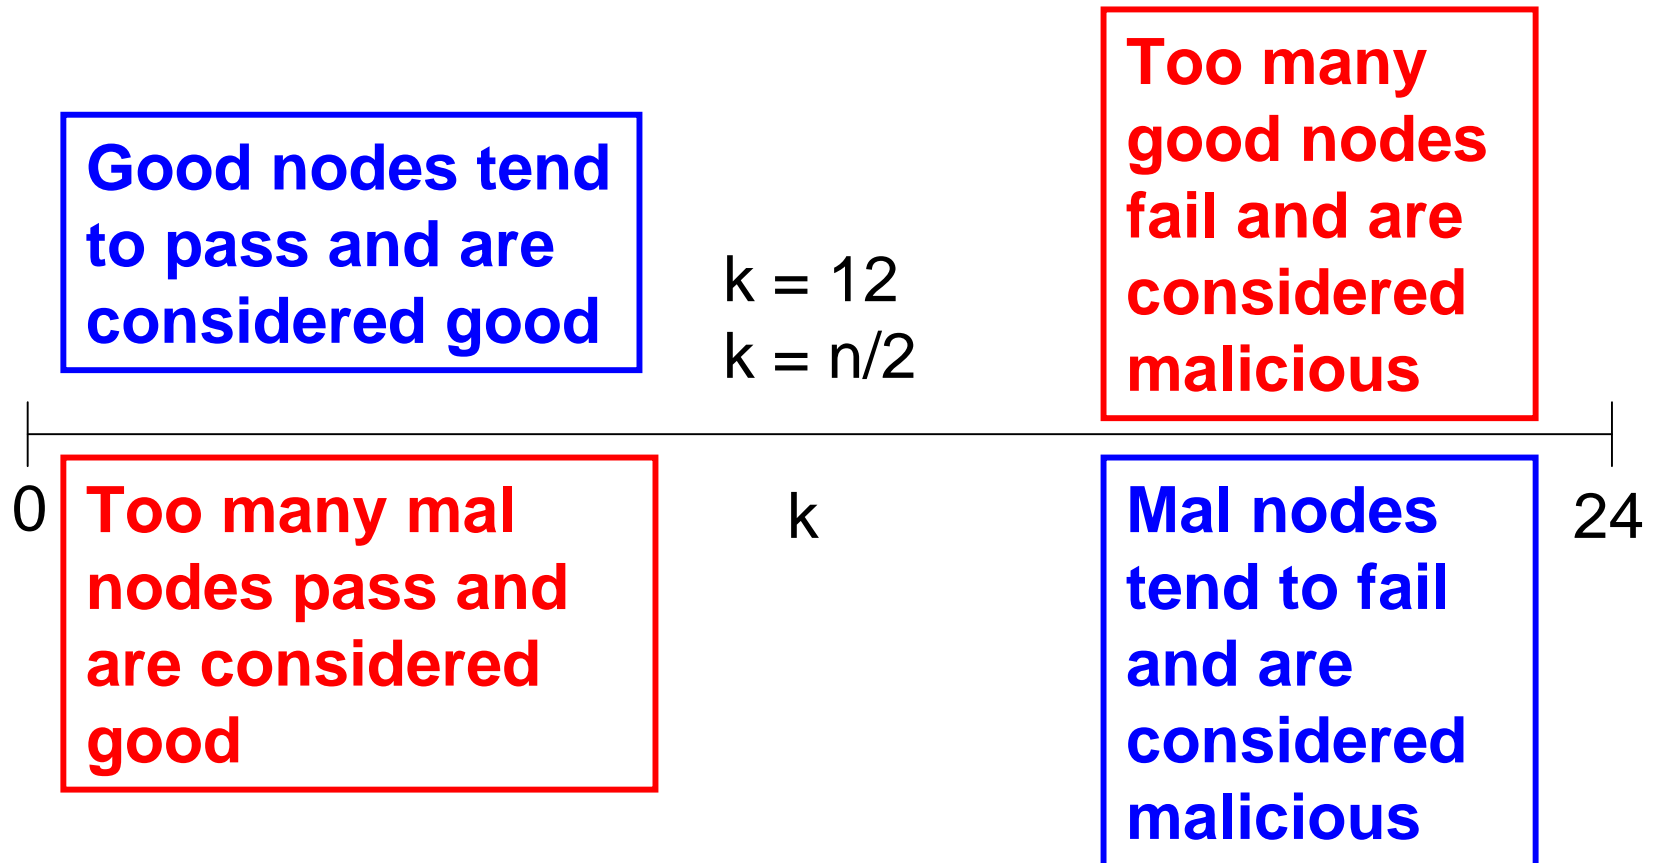 Good nodes tend
to pass and are
considered good
k = 12
k = n/2
Too many
good nodes
fail and are
considered
malicious
0
Too many mal
nodes pass and
are considered
good
k
Mal nodes
tend to fail
and are
considered
malicious
24